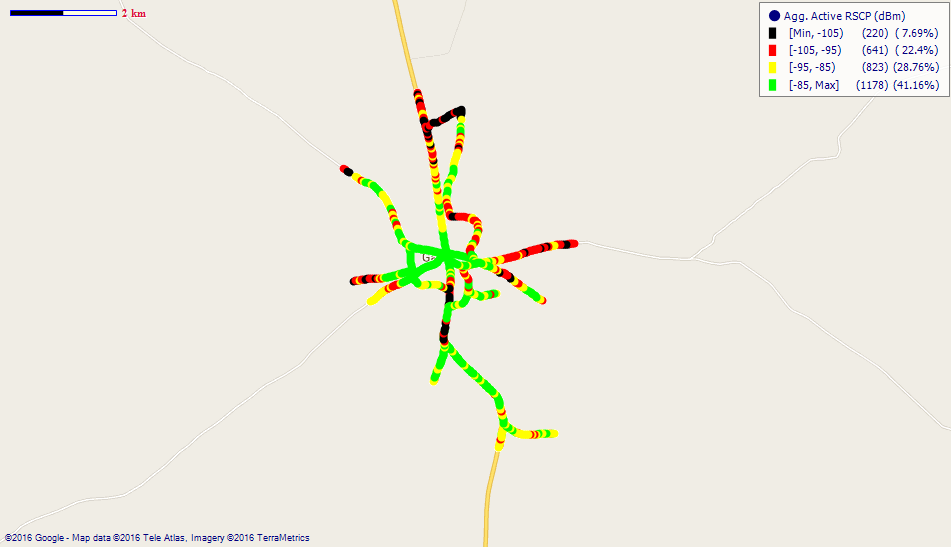 2 km
Agg. Active RSCP (dBm)
[Min, -105) (220) ( 7.69%)
[-105, -95) (641) ( 22.4%)
[-95, -85) (823) (28.76%)
[-85, Max] (1178) (41.16%)
©2016 Google - Map data ©2016 Tele Atlas, Imagery ©2016 TerraMetrics